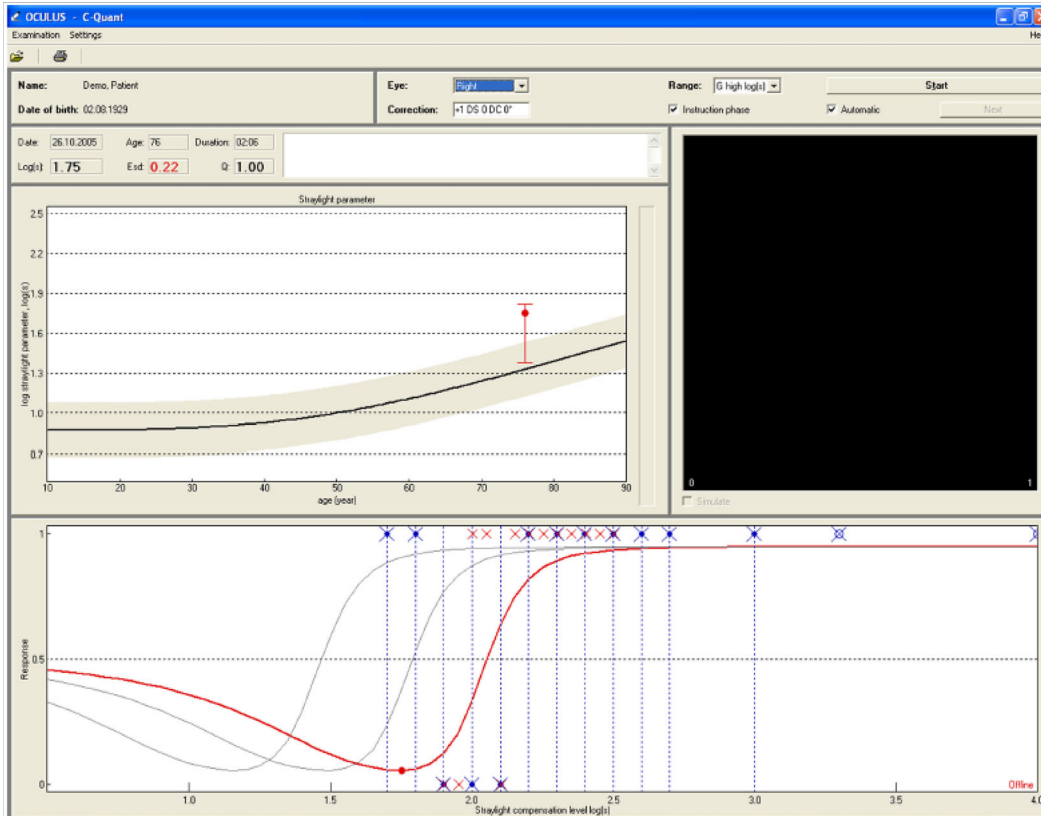 OCULUS - C-Quant
Examination Settings Hel
Name: Demo, Patient
Date of birth: 02.08.1929
Eye: Right
Correction: +1 DS 0 DC 0°
Range: G high log(s)
Start
Instruction phase
Automatic
Next
Date: 26.10.2005 Age: 76 Duration: 02:06
Log(s): 1.75 Esd: 0.22 Q: 1.00
Straylight parameter
log straylight parameter, log(s)
2.5
2.2
1.9
1.6
1.3
1.0
0.7
10 20 30 40 50 60 70 80 90
age (year)
0 1
Simulate
Response
1
0.5
0
Offline
1.0 1.5 2.0 2.5 3.0 3.5 4.0
Straylight compensation level log(s)